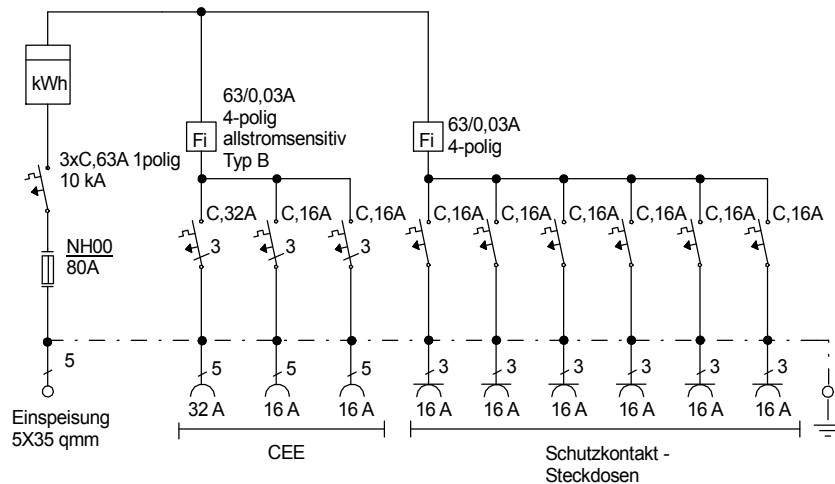 kWh
63/0,03A
4-polig
allstromsensitiv
Typ B
Fi
63/0,03A
4-polig
Fi
3xC,63A 1polig
10 kA
NH00
80A
C,32A
C,16A
C,16A
C,16A
C,16A
C,16A
C,16A
C,16A
C,16A
3
3
3
5
5
5
5
3
3
3
3
3
3
32 A
16 A
16 A
16 A
16 A
16 A
16 A
16 A
16 A
Einspeisung
5X35 qmm
CEE
Schutzkontakt -
Steckdosen